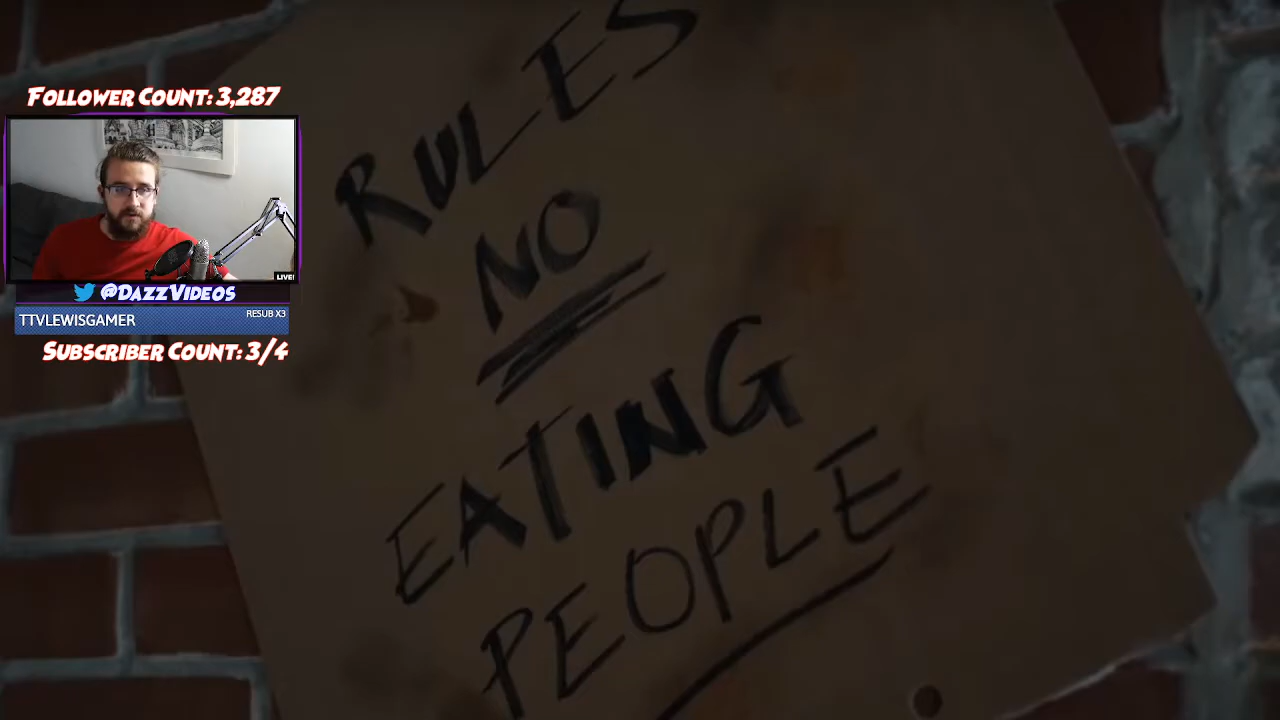 FOLLOWER COUNT: 3,287
LIVE!
@DAZZVIDEOS
TTVLEWISGAMER
RESUB X3
SUBSCRIBER COUNT: 3/4
RULES
NO
EATING
PEOPLE